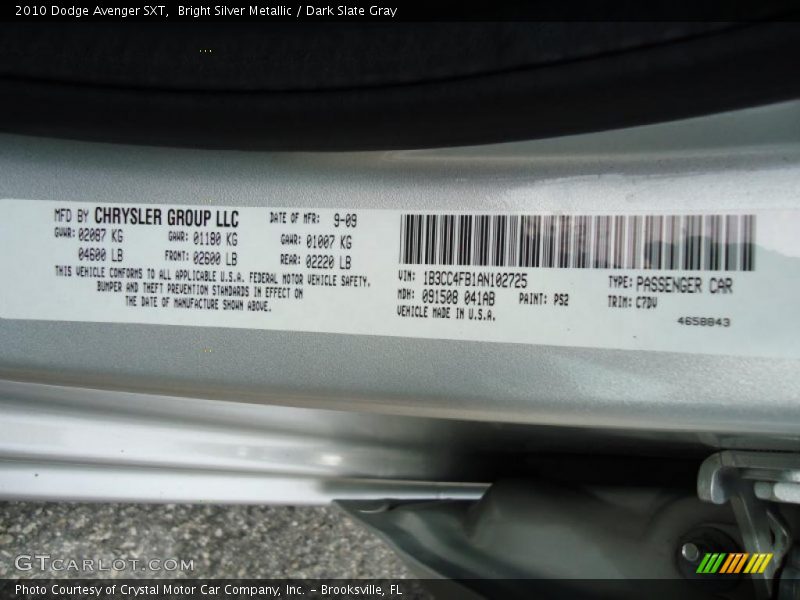 2010 Dodge Avenger SXT,  Bright Silver Metallic / Dark Slate Gray
MFD BY CHRYSLER GROUP LLC DATE OF MFR: 9-09
GVWR: 02087 KG GAWR: 01180 KG GAWR: 01007 KG
04600 LB FRONT: 02600 LB REAR: 02220 LB
THIS VEHICLE CONFORMS TO ALL APPLICABLE U.S.A. FEDERAL MOTOR VEHICLE SAFETY,
BUMPER AND THEFT PREVENTION STANDARDS IN EFFECT ON
THE DATE OF MANUFACTURE SHOWN ABOVE.
VIN: 1B3CC4FB1AN102725 TYPE: PASSENGER CAR
MDH: 091508 041AB PAINT: PS2 TRIM: C7DV
VEHICLE MADE IN U.S.A.
4658843
GTCARLOT.COM
Photo Courtesy of Crystal Motor Car Company, Inc. – Brooksville, FL